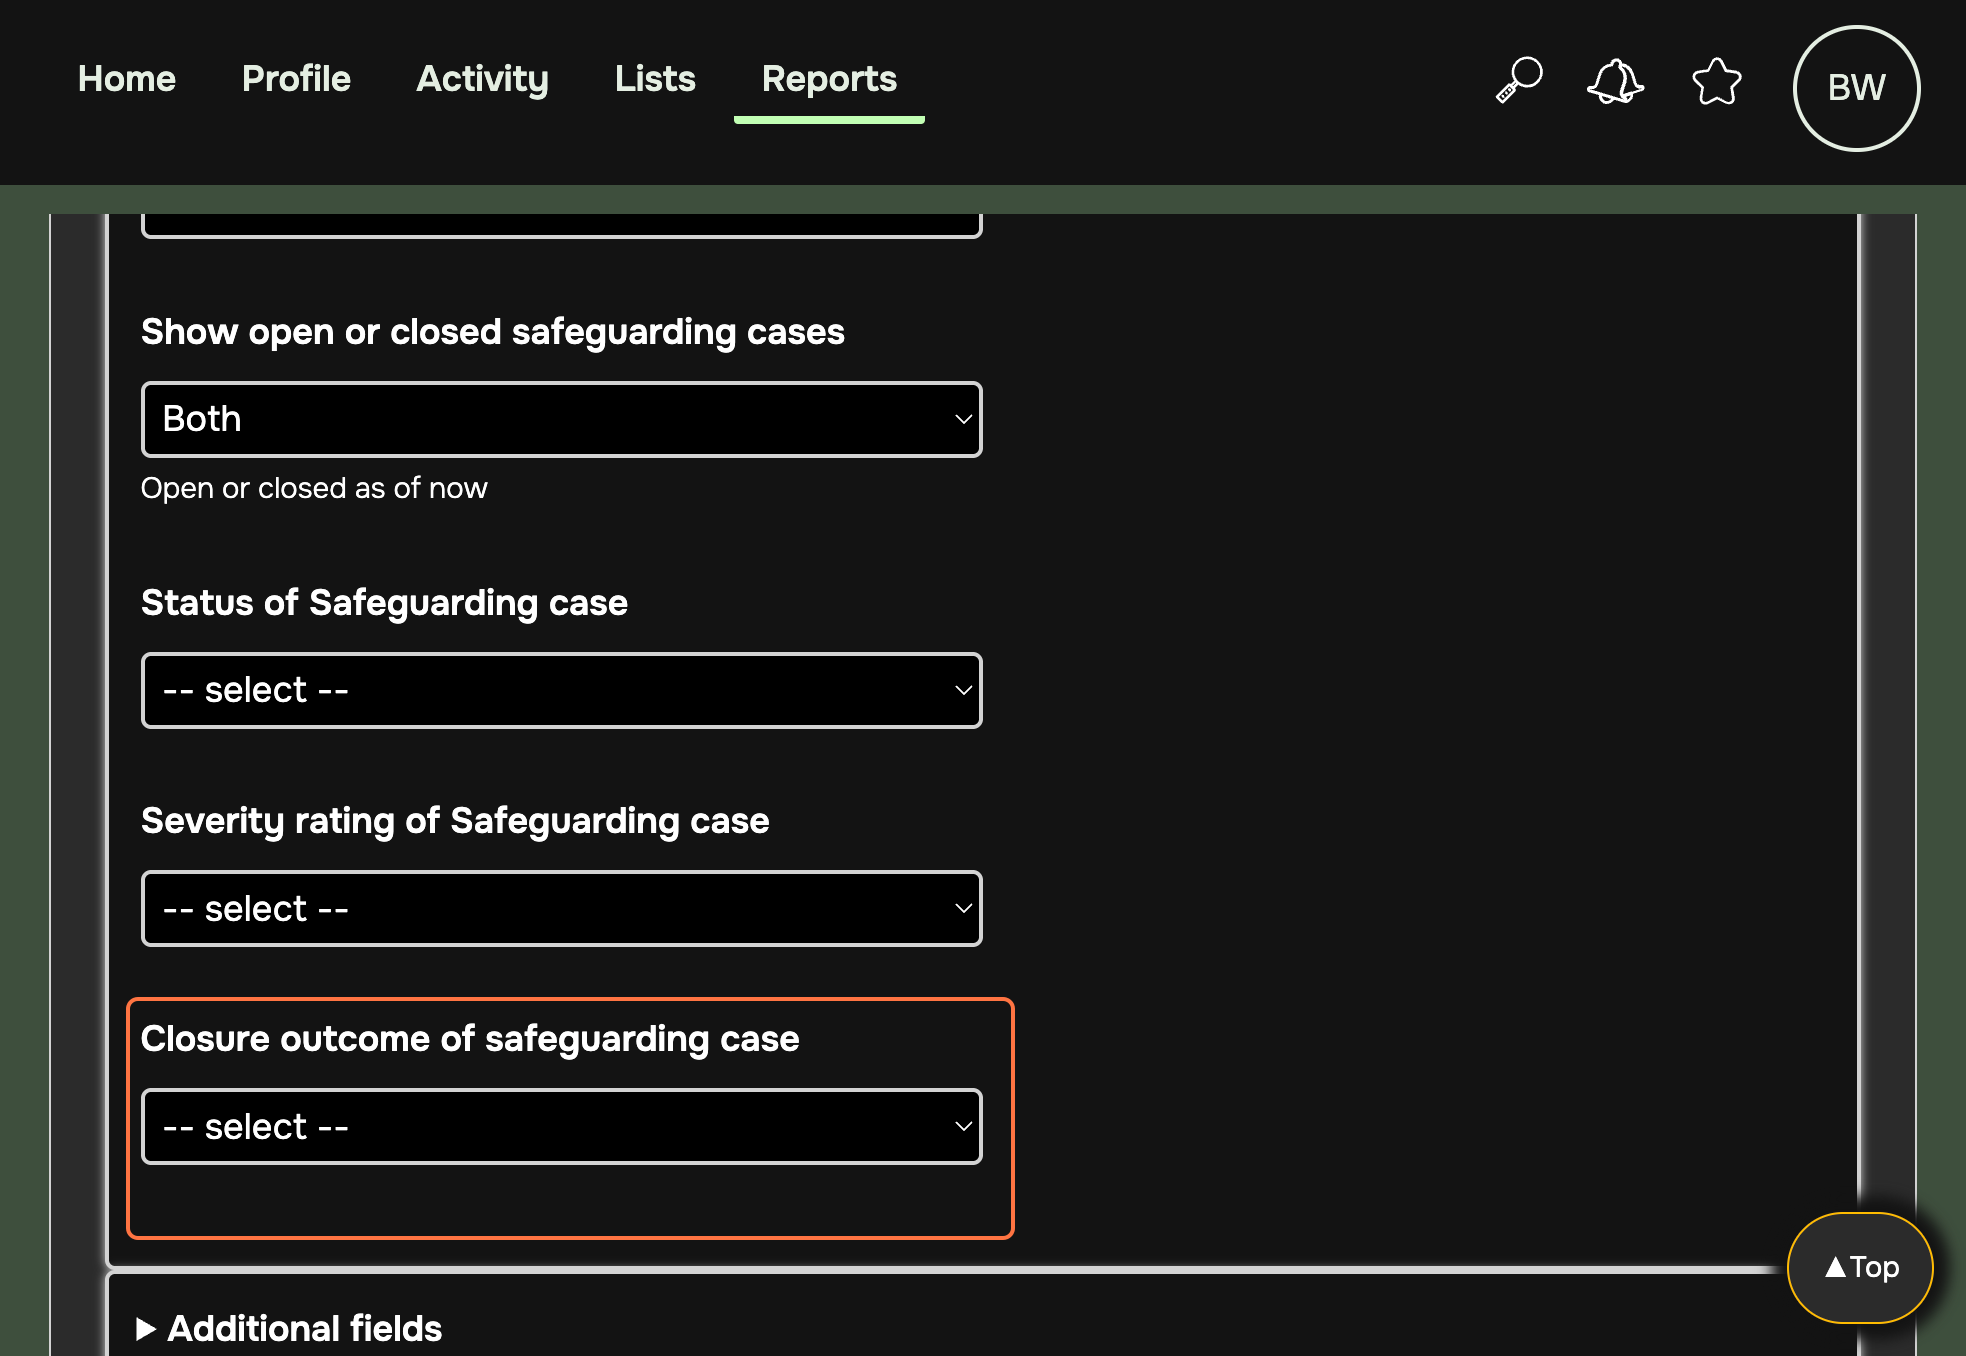 Home Profile Activity Lists Reports BW
Show open or closed safeguarding cases
Both
Open or closed as of now
Status of Safeguarding case
-- select --
Severity rating of Safeguarding case
-- select --
Closure outcome of safeguarding case
-- select --
▲Top
▶ Additional fields